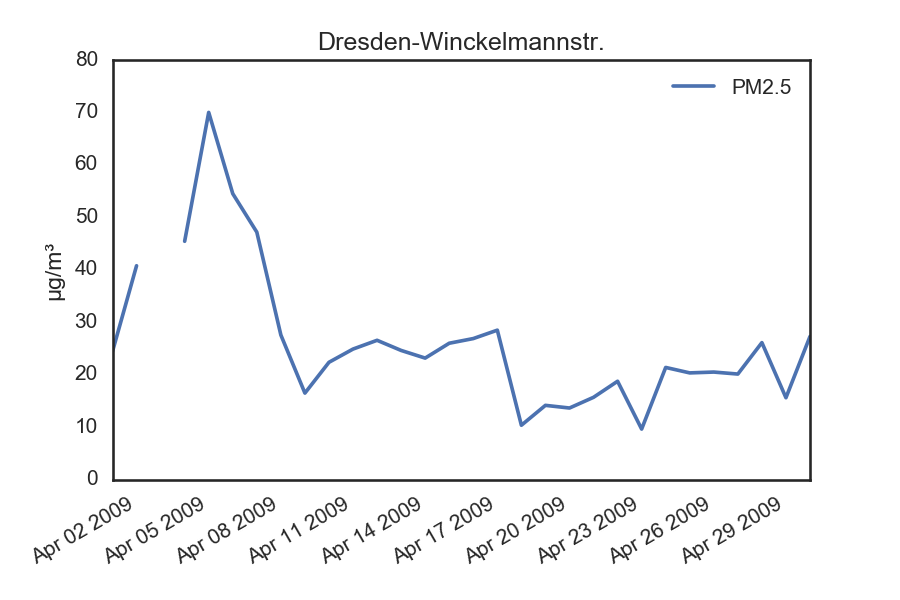 Dresden-Winckelmannstr.
80
70
60
50
40
30
20
10
0
µg/m³
PM2.5
Apr 02 2009
Apr 05 2009
Apr 08 2009
Apr 11 2009
Apr 14 2009
Apr 17 2009
Apr 20 2009
Apr 23 2009
Apr 26 2009
Apr 29 2009